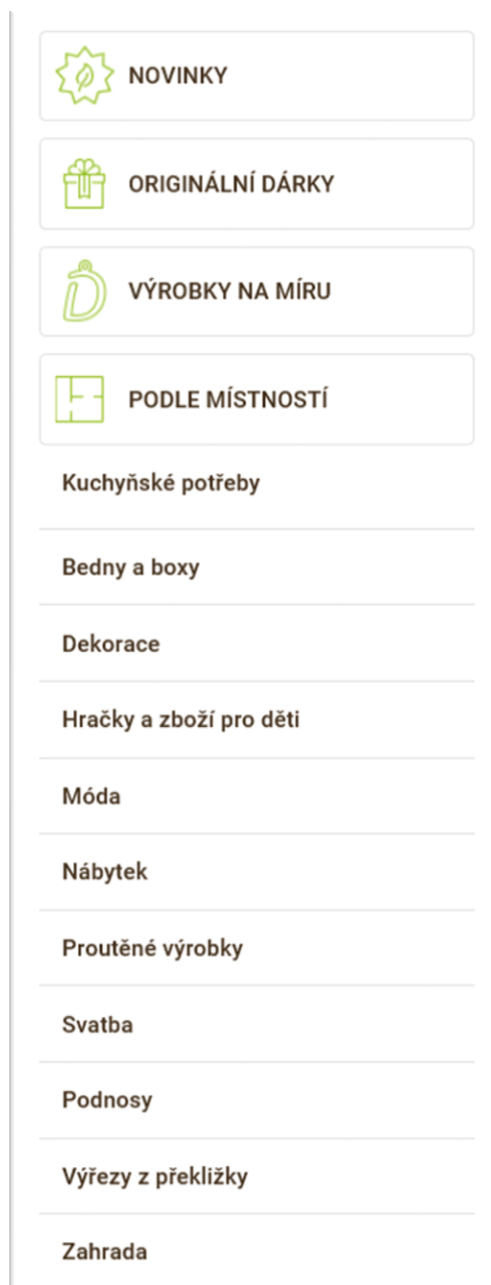 NOVINKY
ORIGINÁLNÍ DÁRKY
VÝROBKY NA MÍRU
PODLE MÍSTNOSTÍ
Kuchyňské potřeby
Bedny a boxy
Dekorace
Hračky a zboží pro děti
Móda
Nábytek
Proutěné výrobky
Svatba
Podnosy
Výřezy z překližky
Zahrada